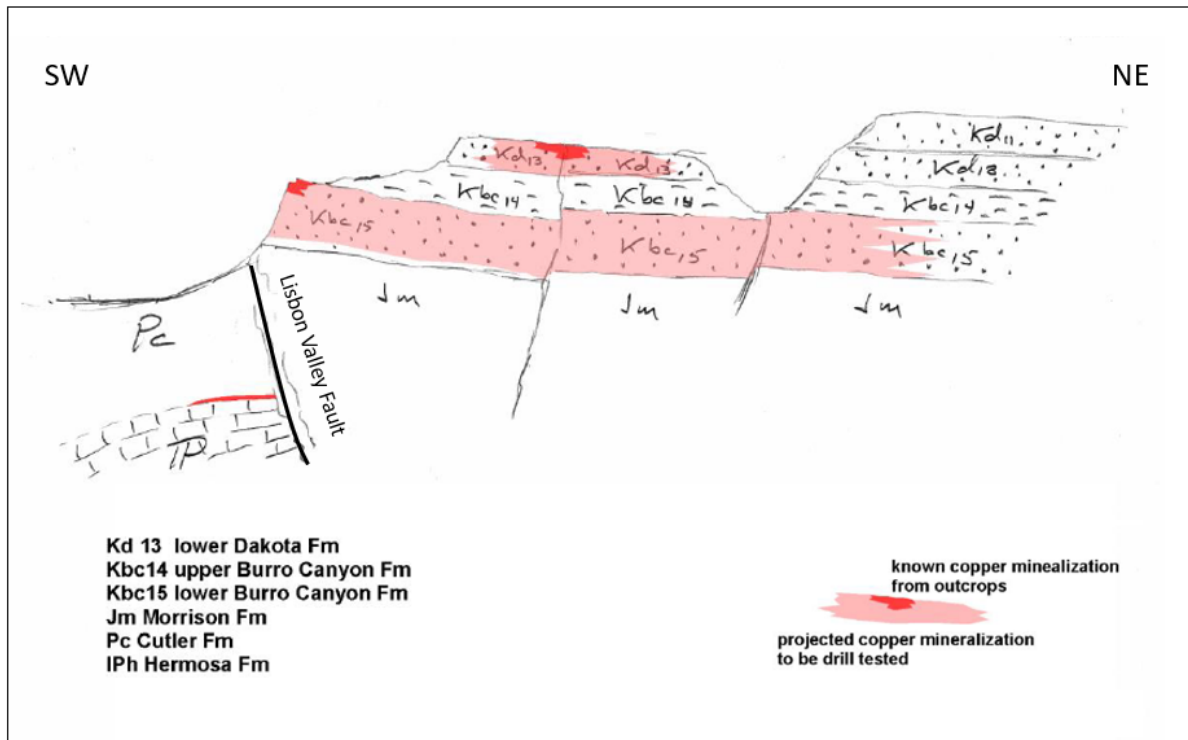 SW
NE
Kd11
Kd13 Kd13 Kd12
Kbc14 Kbc14 Kbc14
Kbc15 Kbc15 Kbc15
Jm Jm Jm
Pc
Lisbon Valley Fault
IP
Kd 13 lower Dakota Fm
Kbc14 upper Burro Canyon Fm
Kbc15 lower Burro Canyon Fm
Jm Morrison Fm
Pc Cutler Fm
IPh Hermosa Fm
known copper minealization
from outcrops
projected copper mineralization
to be drill tested